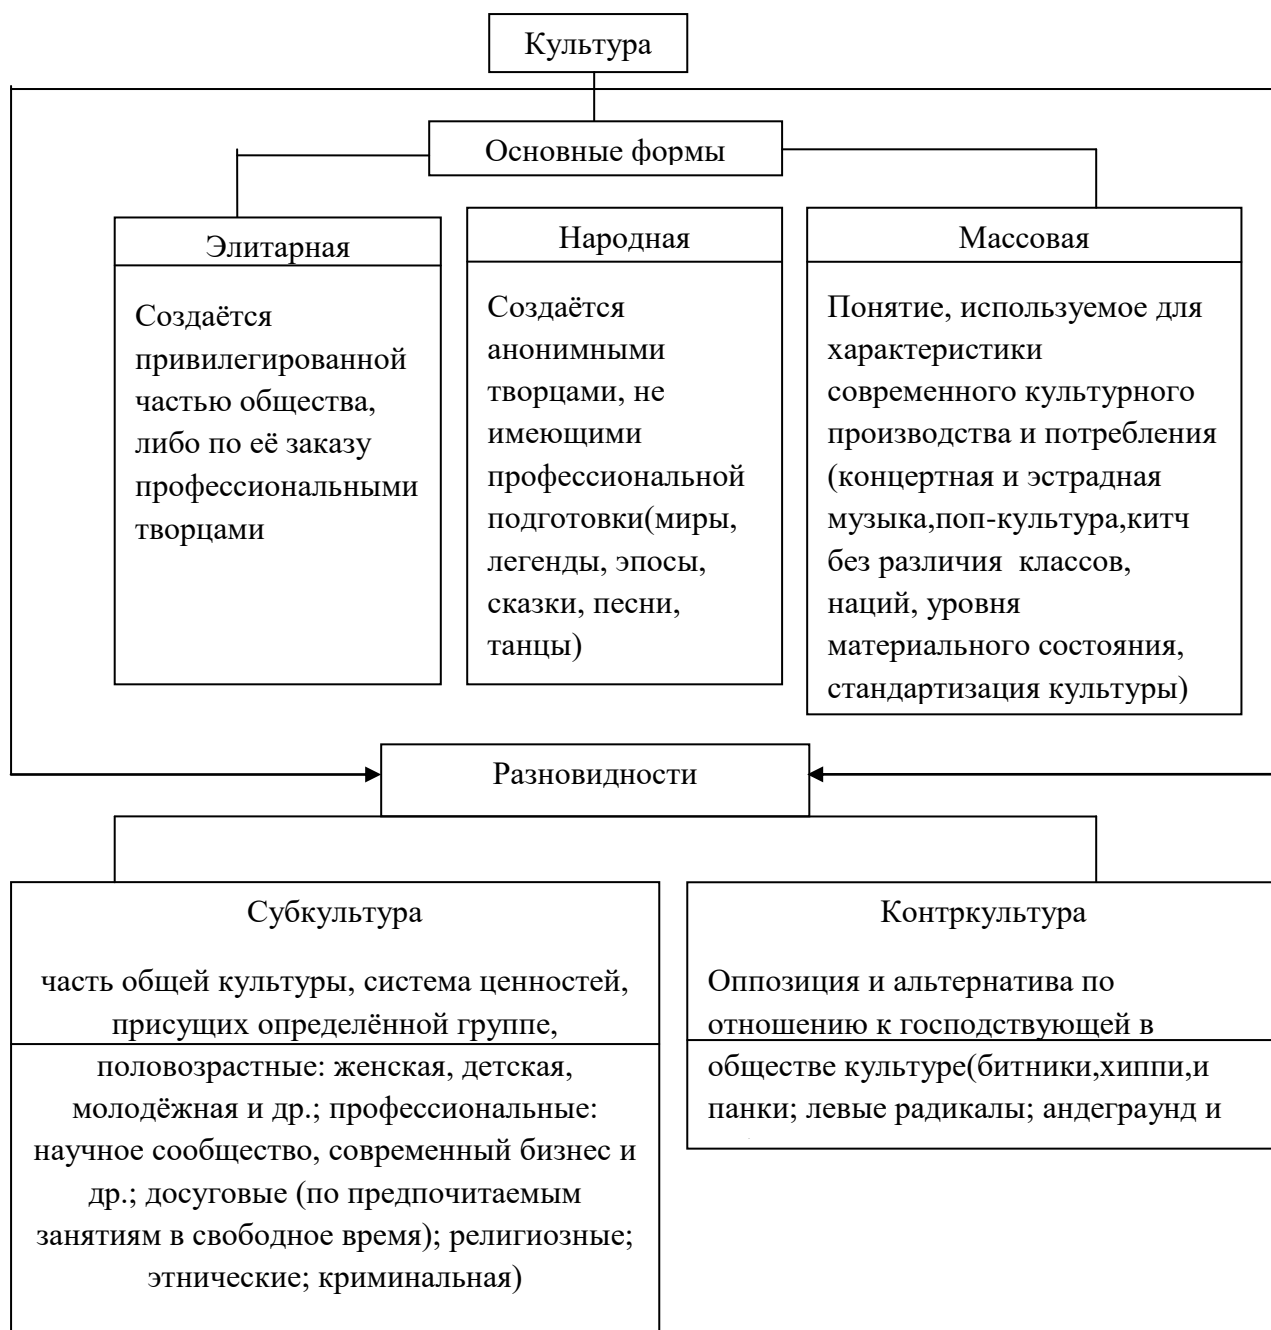 Культура
Основные формы
Элитарная
Создаётся
привилегированной
частью общества,
либо по её заказу
профессиональными
творцами
Народная
Создаётся
анонимными
творцами, не
имеющими
профессиональной
подготовки(миры,
легенды, эпосы,
сказки, песни,
танцы)
Массовая
Понятие, используемое для
характеристики
современного культурного
производства и потребления
(концертная и эстрадная
музыка,поп-культура,китч
без различия  классов,
наций, уровня
материального состояния,
стандартизация культуры)
Разновидности
Субкультура
часть общей культуры, система ценностей,
присущих определённой группе,
половозрастные: женская, детская,
молодёжная и др.; профессиональные:
научное сообщество, современный бизнес и
др.; досуговые (по предпочитаемым
занятиям в свободное время); религиозные;
этнические; криминальная)
Контркультура
Оппозиция и альтернатива по
отношению к господствующей в
обществе культуре(битники,хиппи,и
панки; левые радикалы; андеграунд и